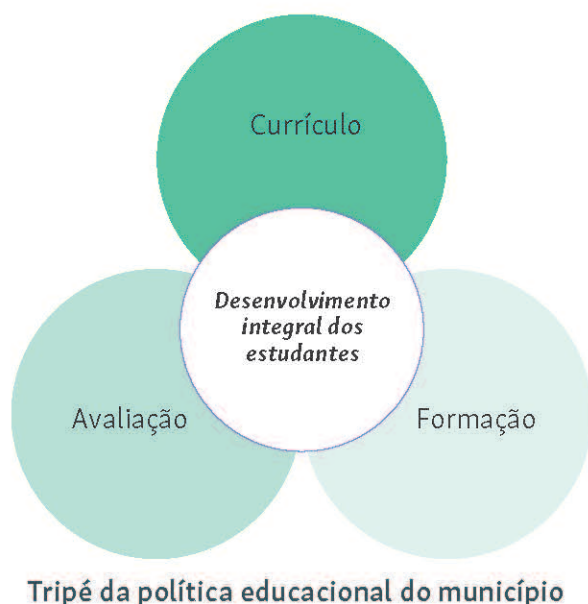 Currículo
Desenvolvimento
integral dos
estudantes
Avaliação
Formação
Tripé da política educacional do município